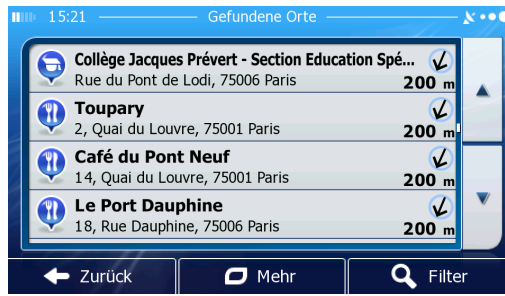 15:21
Gefundene Orte
Collège Jacques Prévert - Section Education Spé...
Rue du Pont de Lodi, 75006 Paris
200 m
Toupary
2, Quai du Louvre, 75001 Paris
200 m
Café du Pont Neuf
14, Quai du Louvre, 75001 Paris
200 m
Le Port Dauphine
18, Rue Dauphine, 75006 Paris
200 m
Zurück
Mehr
Filter